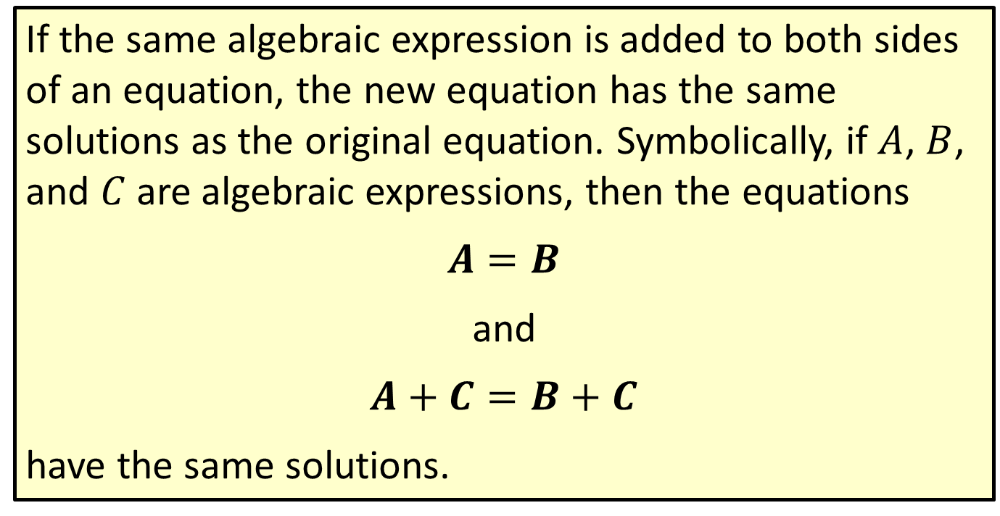 If the same algebraic expression is added to both sides
of an equation, the new equation has the same
solutions as the original equation. Symbolically, if A, B,
and C are algebraic expressions, then the equations
A = B
and
A + C = B + C
have the same solutions.